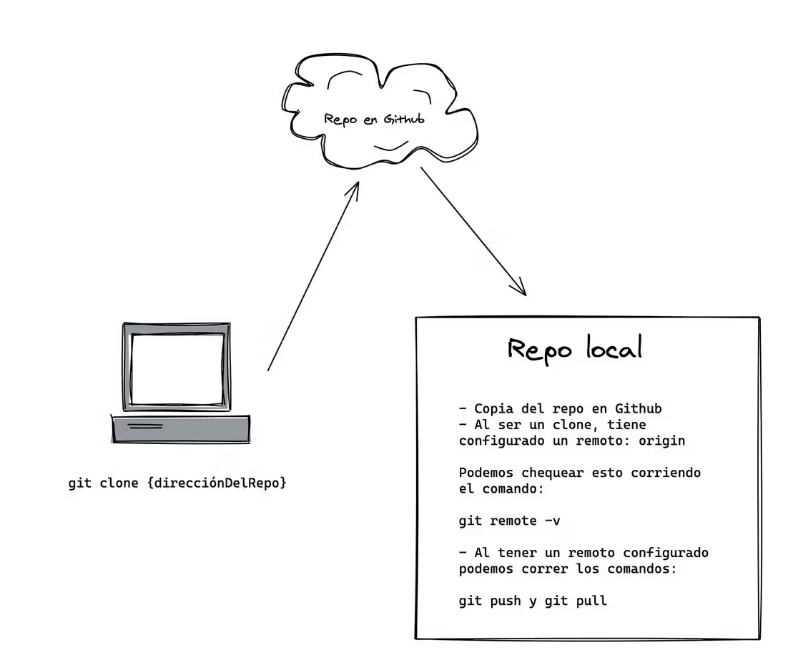 Repo en Github
git clone {direcciónDelRepo}
Repo local
- Copia del repo en Github
- Al ser un clone, tiene
configurado un remoto: origin
Podemos chequear esto corriendo
el comando:
git remote -v
- Al tener un remoto configurado
podemos correr los comandos:
git push y git pull